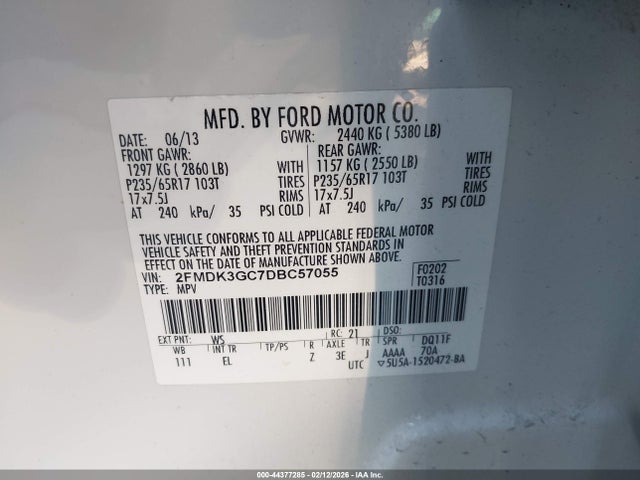 MFD. BY FORD MOTOR CO.
DATE: 06/13 GVWR: 2440 KG ( 5380 LB)
FRONT GAWR: REAR GAWR:
1297 KG ( 2860 LB) WITH 1157 KG ( 2550 LB) WITH
P235/65R17 103T TIRES P235/65R17 103T TIRES
17x7.5J RIMS 17x7.5J RIMS
AT 240 kPa/ 35 PSI COLD AT 240 kPa/ 35 PSI COLD
THIS VEHICLE CONFORMS TO ALL APPLICABLE FEDERAL MOTOR
VEHICLE SAFETY AND THEFT PREVENTION STANDARDS IN
EFFECT ON THE DATE OF MANUFACTURE SHOWN ABOVE.
VIN: 2FMDK3GC7DBC57055 F0202
TYPE: MPV T0316
EXT PNT: WS RC: 21 DSO:
WB INT TR TP/PS R AXLE TR SPR DQ11F
111 EL Z 3E J AAAA 70A
UTC ▽5U5A-1520472-BA
000-44377285 - 02/12/2026 - IAA Inc.